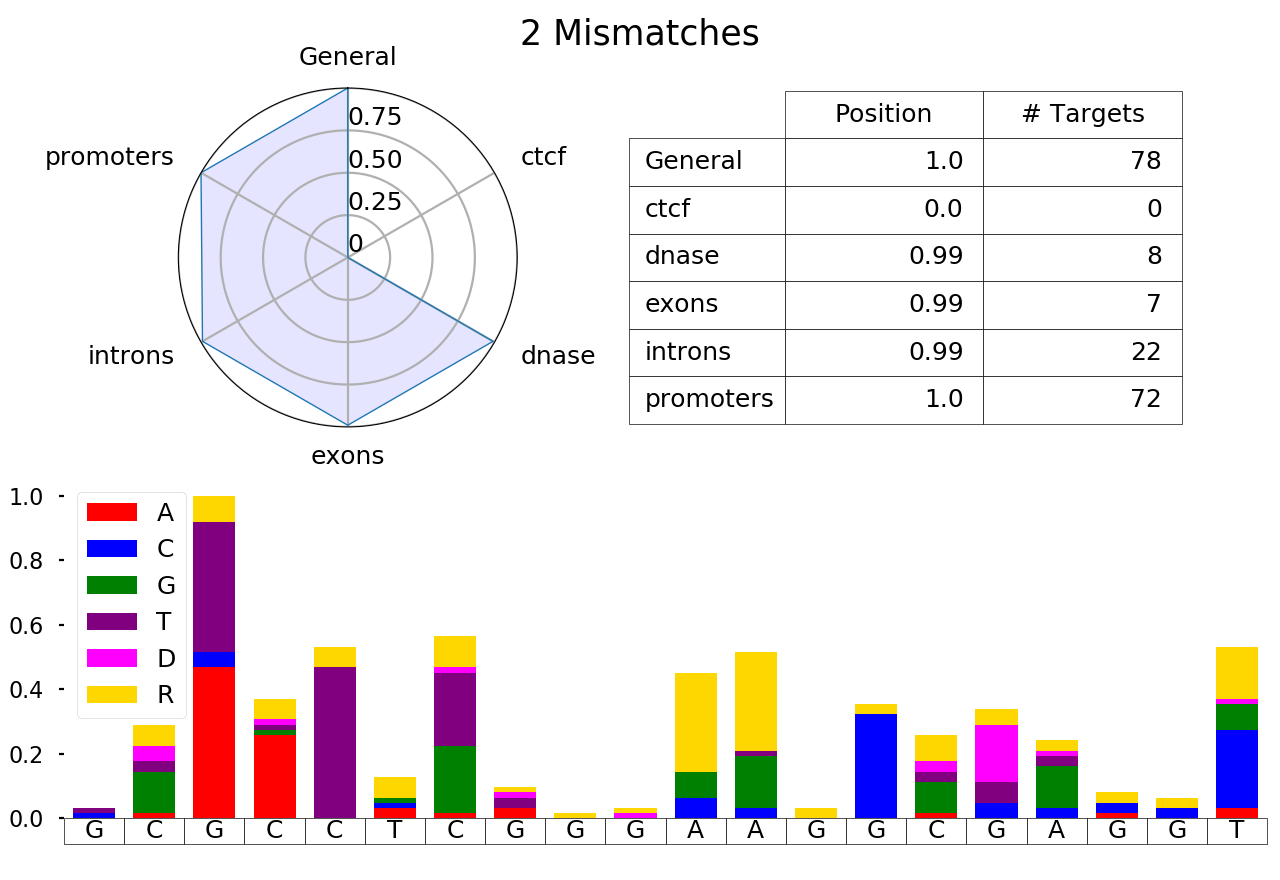 2 Mismatches
General
ctcf
dnase
exons
introns
promoters
0.75
0.50
0.25
0
Position # Targets
General 1.0 78
ctcf 0.0 0
dnase 0.99 8
exons 0.99 7
introns 0.99 22
promoters 1.0 72
1.0
0.8
0.6
0.4
0.2
0.0
A
C
G
T
D
R
G C G C C T C G G G A A G G C G A G G T